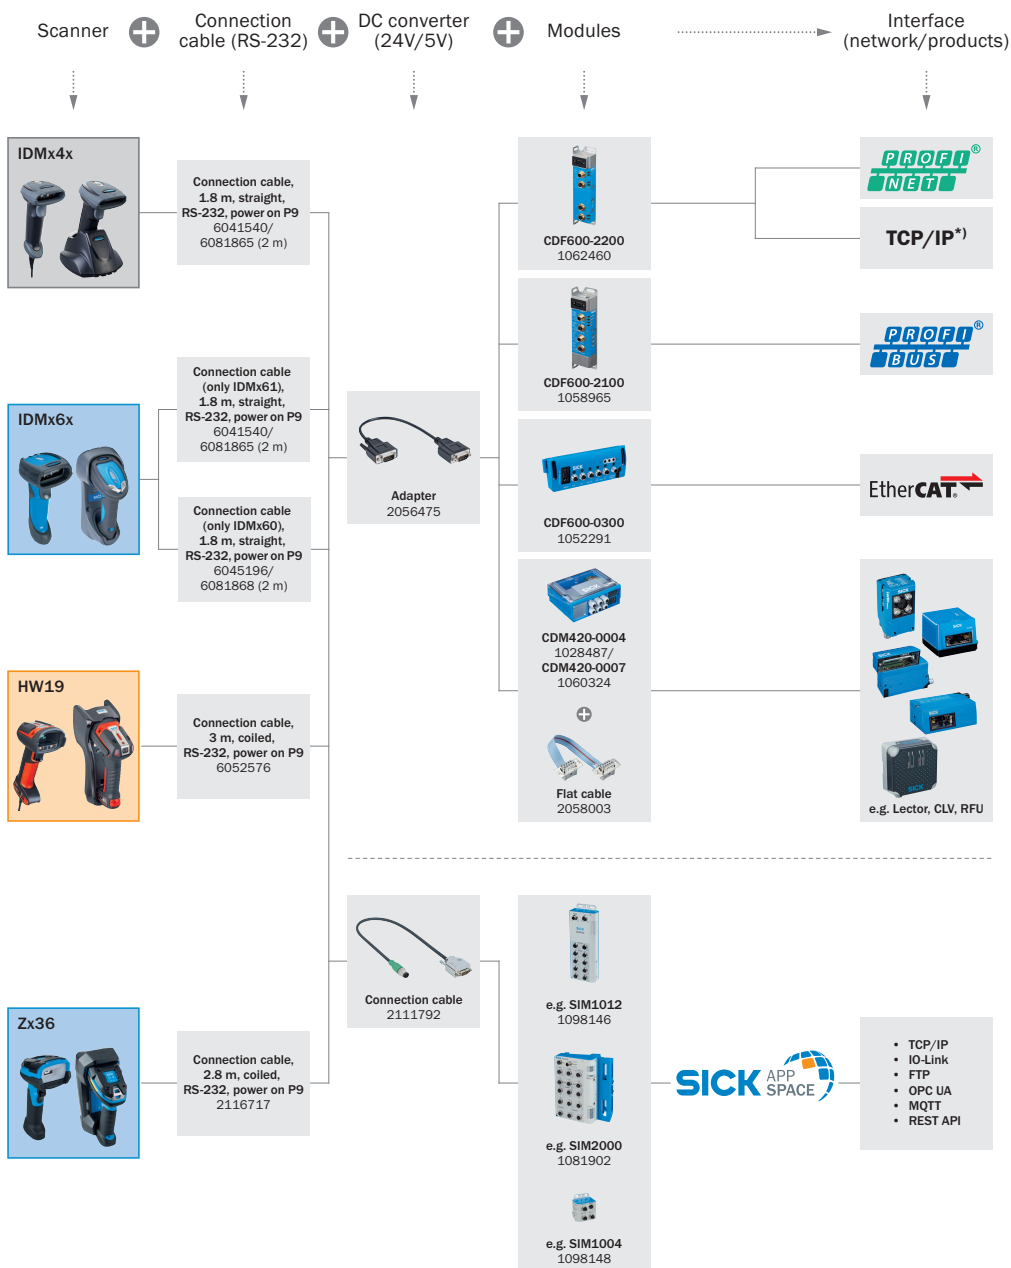 Scanner
Connection
cable (RS-232)
DC converter
(24V/5V)
Modules
Interface
(network/products)
IDMx4x
Connection cable,
1.8 m, straight,
RS-232, power on P9
6041540/
6081865 (2 m)
CDF600-2200
1062460
PROFI®
NET
TCP/IP*)
CDF600-2100
1058965
PROFI®
BUS
IDMx6x
Connection cable
(only IDMx61),
1.8 m, straight,
RS-232, power on P9
6041540/
6081865 (2 m)
Connection cable
(only IDMx60),
1.8 m, straight,
RS-232, power on P9
6045196/
6081868 (2 m)
Adapter
2056475
SICK
CDF600-0300
1052291
EtherCAT®
SICK
CDM420-0004
1028487/
CDM420-0007
1060324
Flat cable
2058003
SICK
SICK
SICK
e.g. Lector, CLV, RFU
HW19
Connection cable,
3 m, coiled,
RS-232, power on P9
6052576
Connection cable
2111792
SICK
e.g. SIM1012
1098146
Zx36
Connection cable,
2.8 m, coiled,
RS-232, power on P9
2116717
e.g. SIM2000
1081902
e.g. SIM1004
1098148
SICK APP
SPACE
• TCP/IP
• IO-Link
• FTP
• OPC UA
• MQTT
• REST API